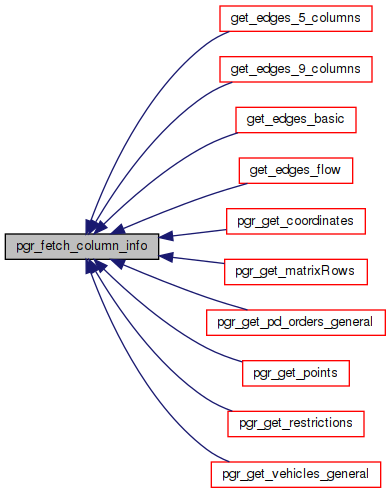 get_edges_5_columns
get_edges_9_columns
get_edges_basic
get_edges_flow
pgr_get_coordinates
pgr_fetch_column_info
pgr_get_matrixRows
pgr_get_pd_orders_general
pgr_get_points
pgr_get_restrictions
pgr_get_vehicles_general